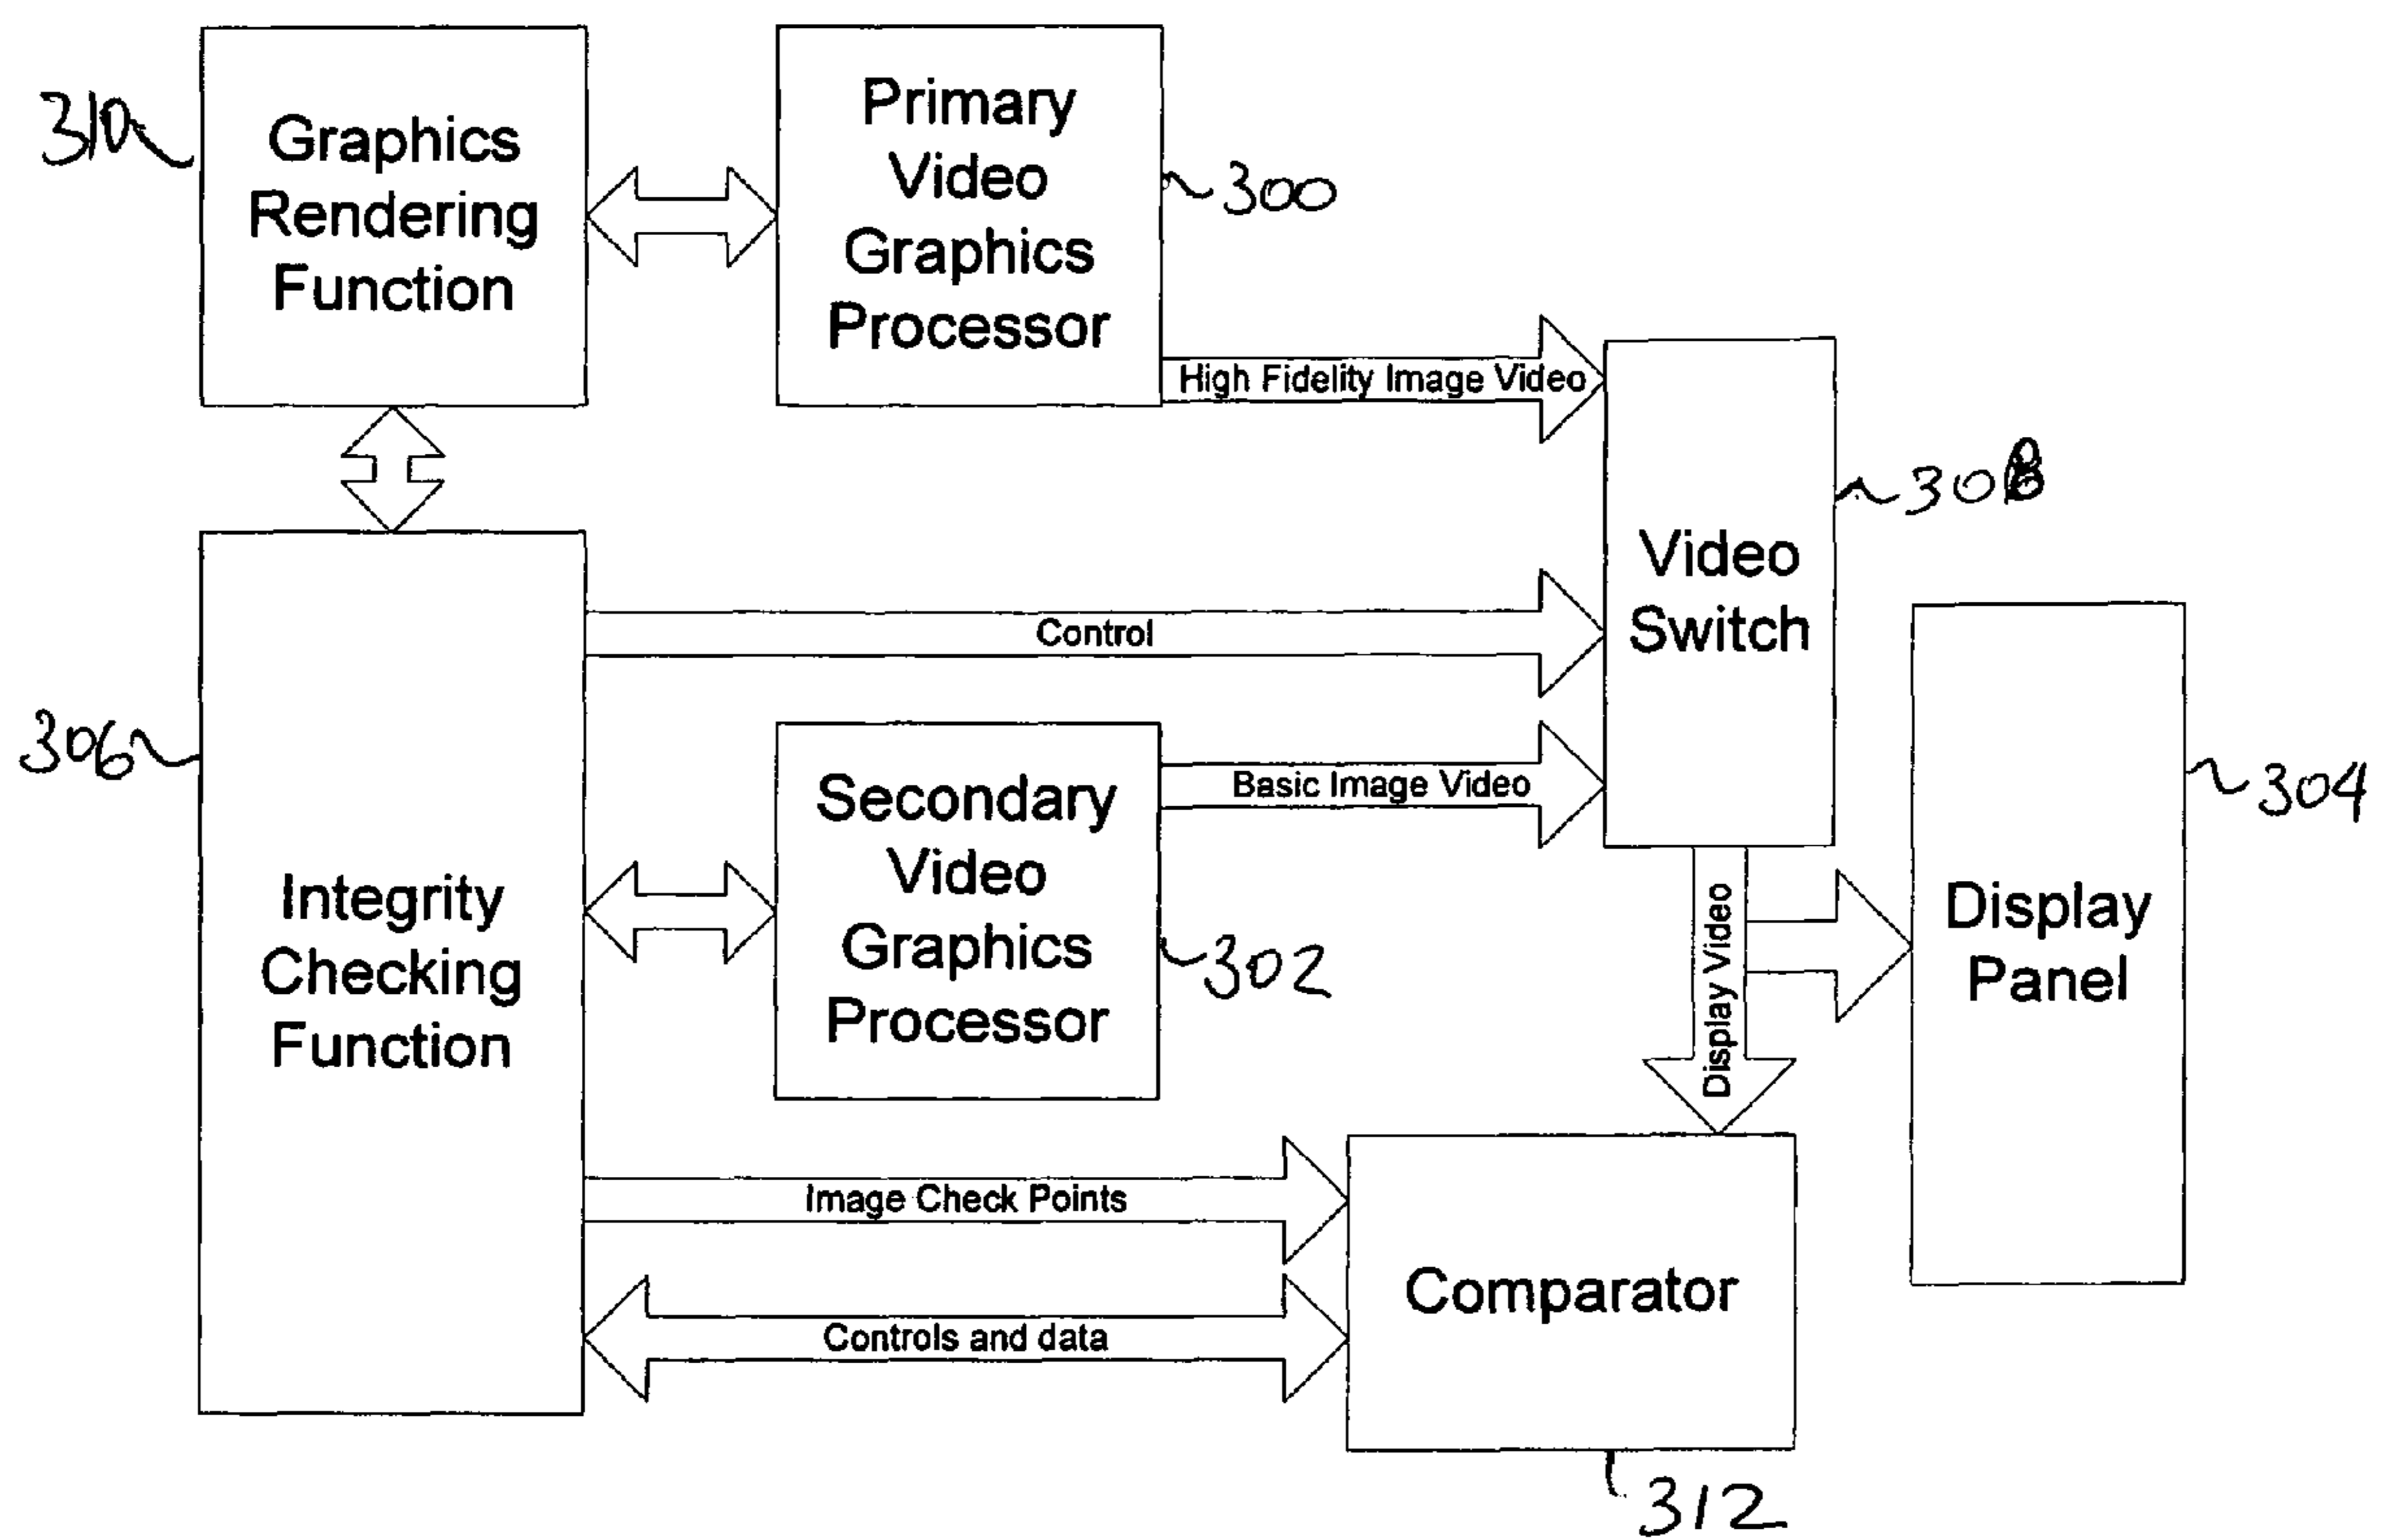 310
Graphics
Rendering
Function
Primary
Video
Graphics
Processor
300
High Fidelity Image Video
308
Video
Switch
Control
306
Integrity
Checking
Function
Secondary
Video
Graphics
Processor
302
Basic Image Video
Display Video
Display
Panel
304
Image Check Points
Controls and data
Comparator
312